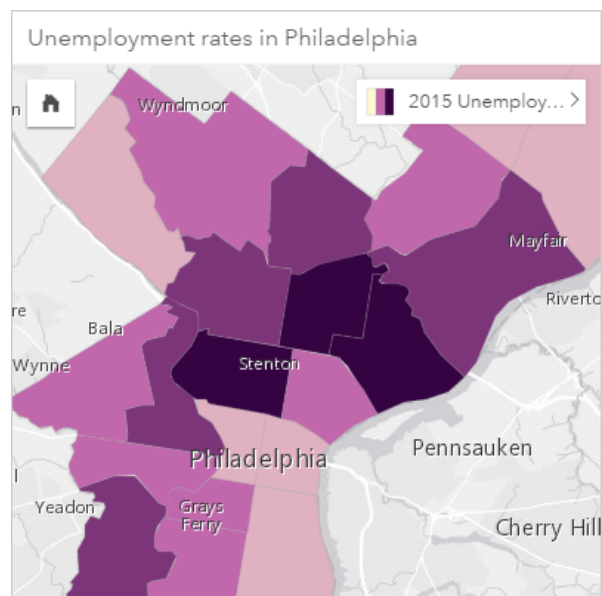 Unemployment rates in Philadelphia
2015 Unemploy...
n
Wyndmoor
Mayfair
re
Riverto
Bala
Wynne
Stenton
Philadelphia
Pennsauken
l
Yeadon
Grays
Ferry
Cherry Hill